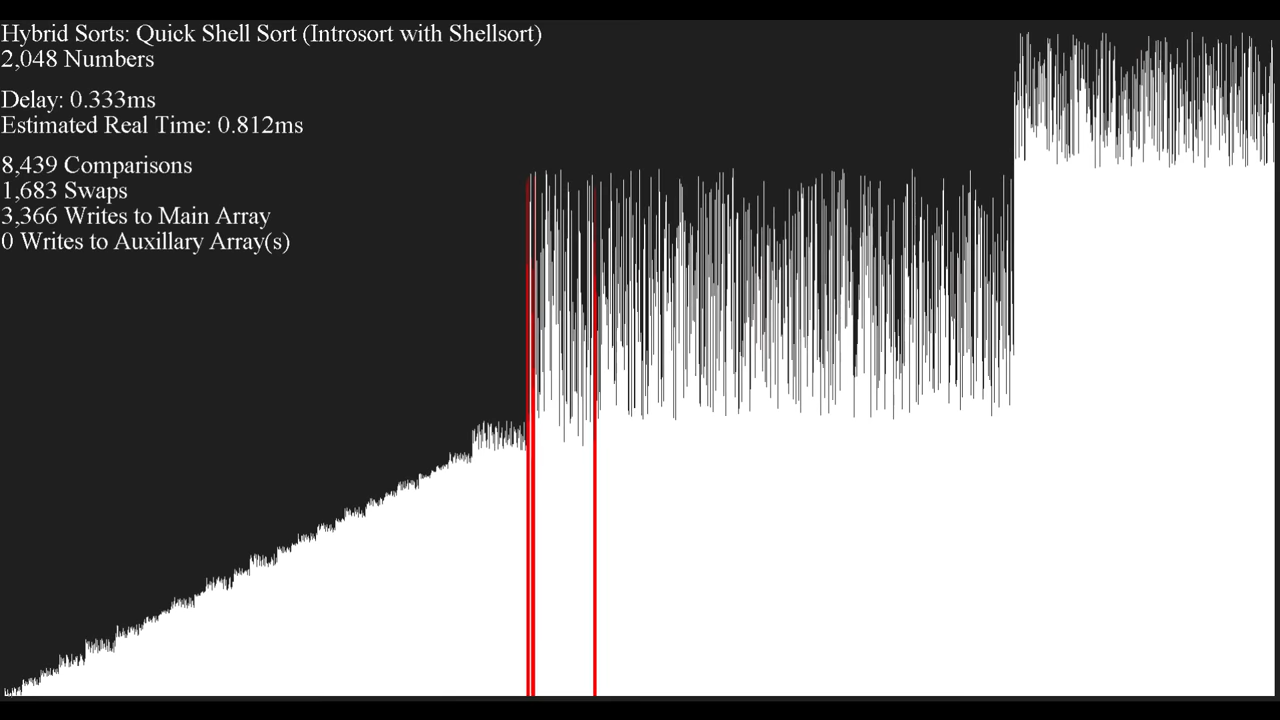 Hybrid Sorts: Quick Shell Sort (Introsort with Shellsort)
2,048 Numbers
Delay: 0.333ms
Estimated Real Time: 0.812ms
8,439 Comparisons
1,683 Swaps
3,366 Writes to Main Array
0 Writes to Auxillary Array(s)